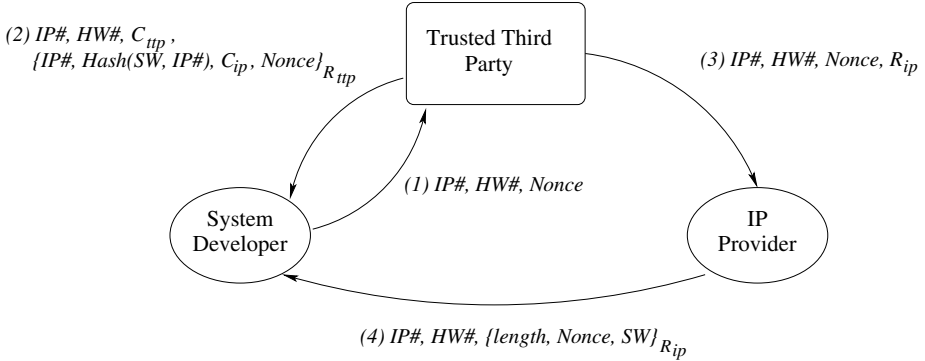 (2) IP#, HW#, C_ttp ,
{IP#, Hash(SW, IP#), C_ip , Nonce}_R_ttp
Trusted Third
Party
(3) IP#, HW#, Nonce, R_ip
(1) IP#, HW#, Nonce
System
Developer
IP
Provider
(4) IP#, HW#, {length, Nonce, SW}_R_ip